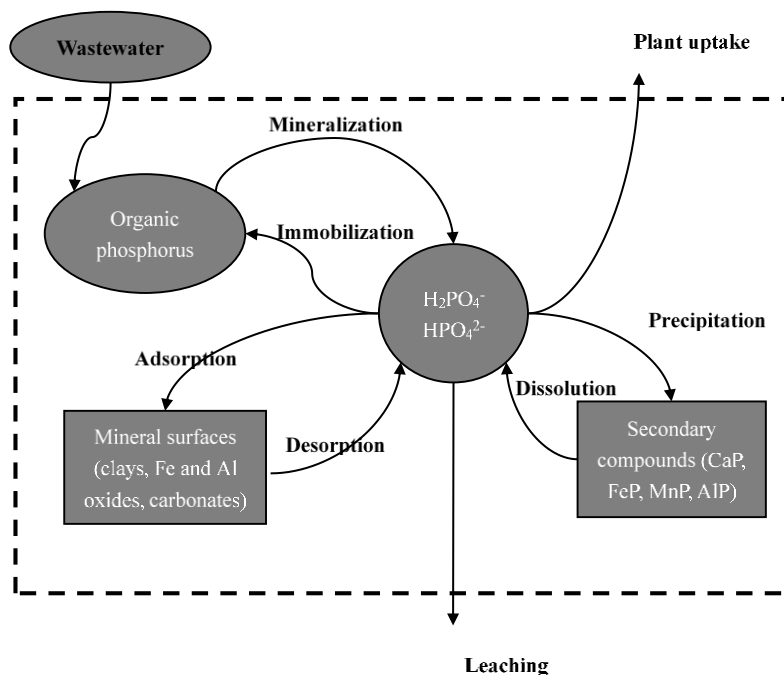 Wastewater
Plant uptake
Mineralization
Organic
phosphorus
Immobilization
H₂PO₄⁻
HPO₄²⁻
Precipitation
Adsorption
Dissolution
Mineral surfaces
(clays, Fe and Al
oxides, carbonates)
Desorption
Secondary
compounds (CaP,
FeP, MnP, AlP)
Leaching